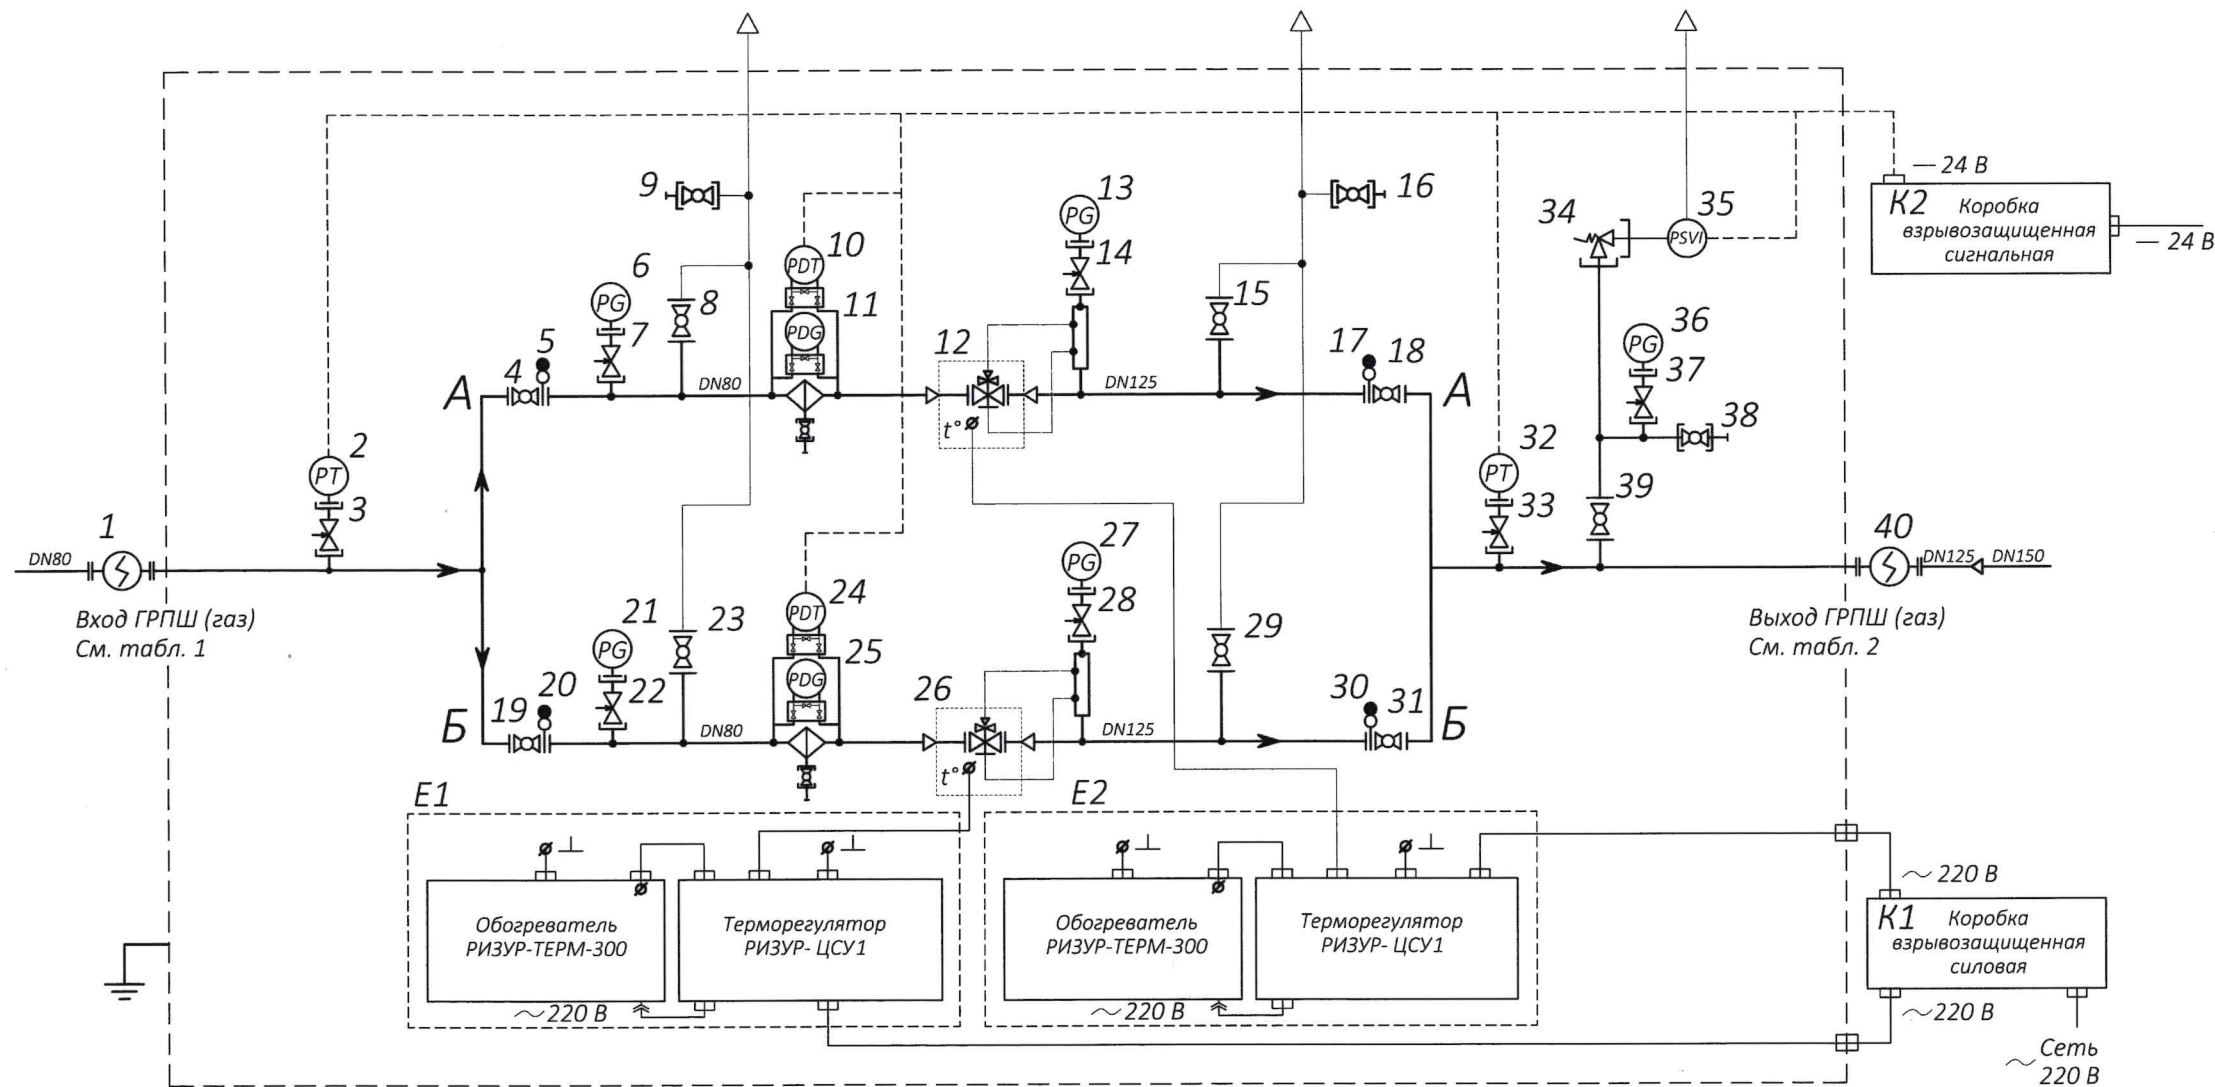 9
16
13
PG
14
34
35
PSVI
— 24 В
К2
Коробка
взрывозащищенная
сигнальная
— 24 В
6
PG
7
8
10
PDT
11
PDG
12
15
36
PG
37
38
5
4
А
DN80
t°
DN125
17
18
А
2
PT
3
32
PT
33
39
1
DN80
40
DN125
DN150
Вход ГРПШ (газ)
См. табл. 1
Выход ГРПШ (газ)
См. табл. 2
21
PG
22
23
24
PDT
25
PDG
26
27
PG
28
29
20
19
Б
DN80
t°
DN125
30
31
Б
Е1
Обогреватель
РИЗУР-ТЕРМ-300
Терморегулятор
РИЗУР- ЦСУ1
~220 В
Е2
Обогреватель
РИЗУР-ТЕРМ-300
Терморегулятор
РИЗУР- ЦСУ1
~220 В
~220 В
К1
Коробка
взрывозащищенная
силовая
~220 В
Сеть
~ 220 В